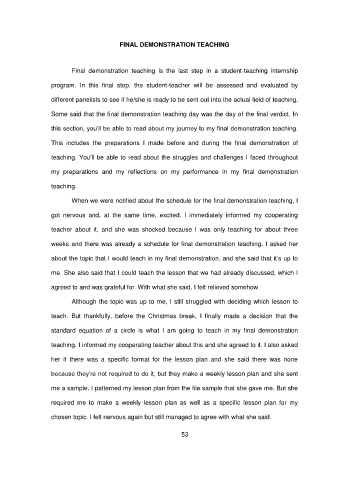 FINAL DEMONSTRATION TEACHING
Final demonstration teaching is the last step in a student-teaching internship
program. In this final step, the student-teacher will be assessed and evaluated by
different panelists to see if he/she is ready to be sent out into the actual field of teaching.
Some said that the final demonstration teaching day was the day of the final verdict. In
this section, you'll be able to read about my journey to my final demonstration teaching.
This includes the preparations I made before and during the final demonstration of
teaching. You'll be able to read about the struggles and challenges I faced throughout
my preparations and my reflections on my performance in my final demonstration
teaching.
When we were notified about the schedule for the final demonstration teaching, I
got nervous and, at the same time, excited. I immediately informed my cooperating
teacher about it, and she was shocked because I was only teaching for about three
weeks and there was already a schedule for final demonstration teaching. I asked her
about the topic that I would teach in my final demonstration, and she said that it's up to
me. She also said that I could teach the lesson that we had already discussed, which I
agreed to and was grateful for. With what she said, I felt relieved somehow.
Although the topic was up to me, I still struggled with deciding which lesson to
teach. But thankfully, before the Christmas break, I finally made a decision that the
standard equation of a circle is what I am going to teach in my final demonstration
teaching. I informed my cooperating teacher about this and she agreed to it. I also asked
her if there was a specific format for the lesson plan and she said there was none
because they're not required to do it, but they make a weekly lesson plan and she sent
me a sample. I patterned my lesson plan from the file sample that she gave me. But she
required me to make a weekly lesson plan as well as a specific lesson plan for my
chosen topic. I felt nervous again but still managed to agree with what she said.
53